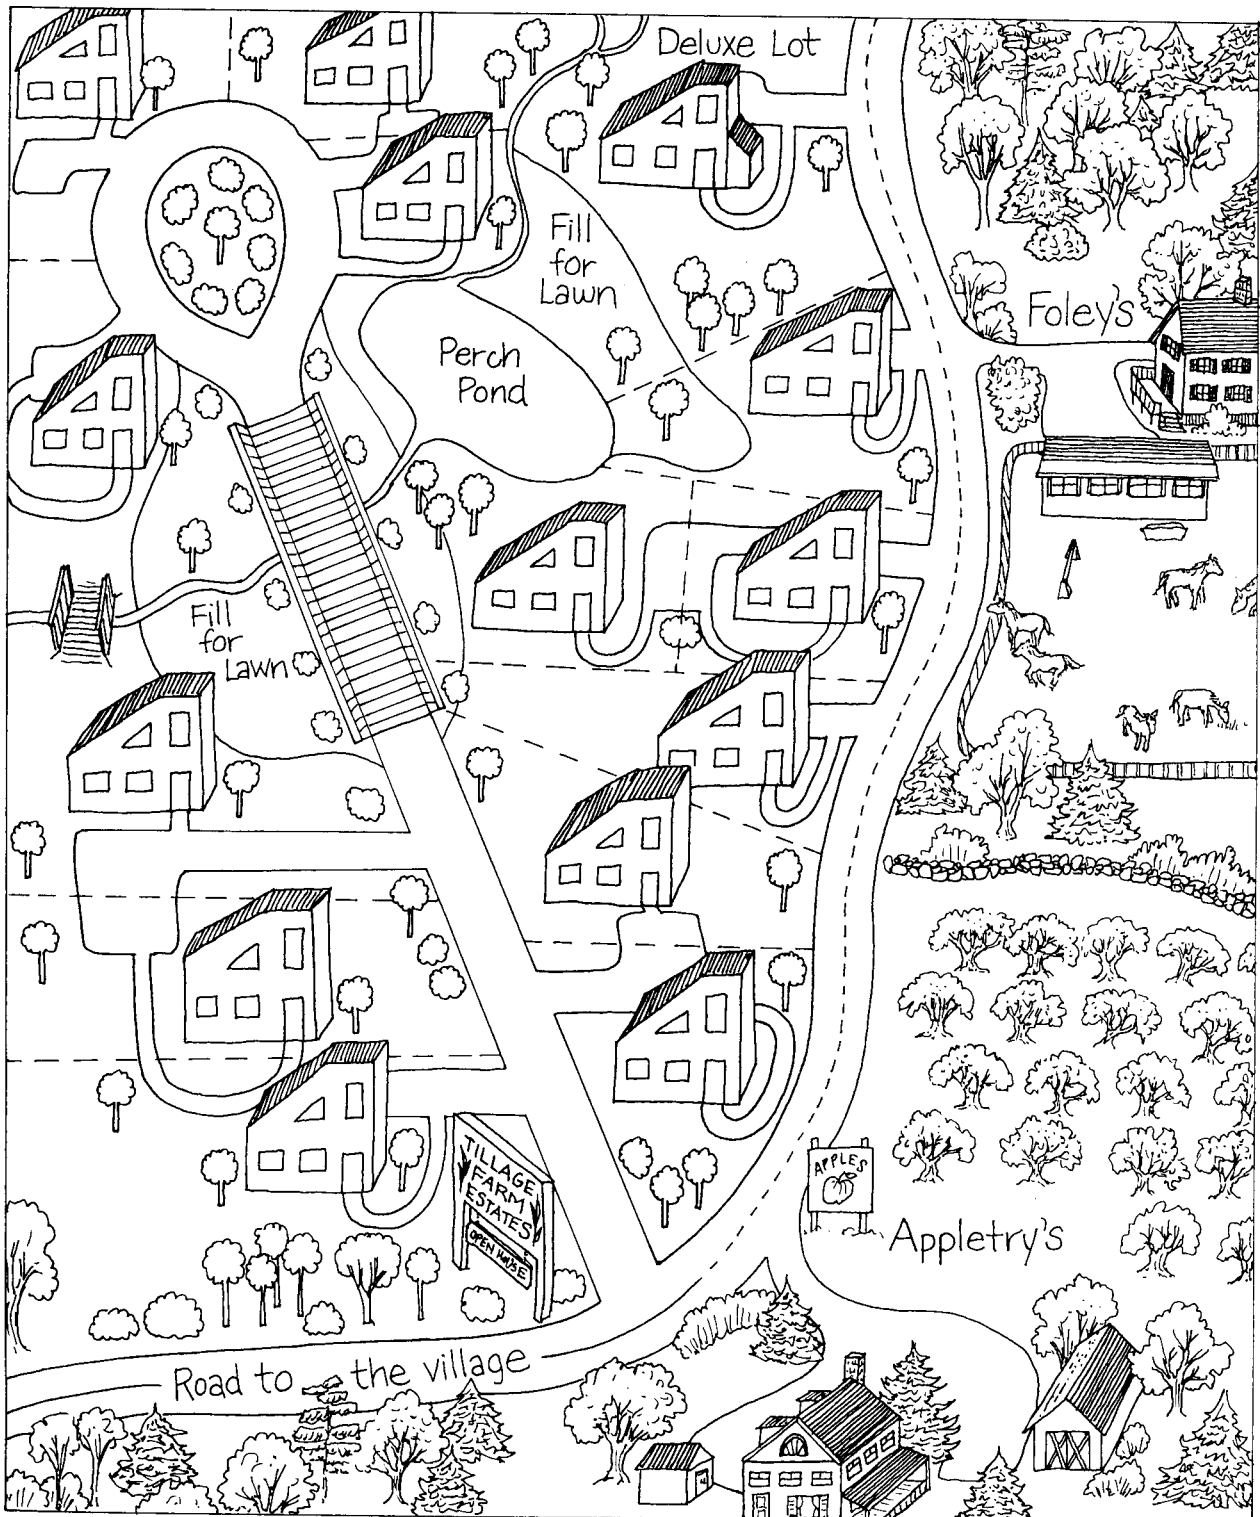 Deluxe Lot
Fill
for
Lawn
Foley's
Perch
Pond
Fill
for
Lawn
TILLAGE
FARM
ESTATES
OPEN HOUSE
APPLES
Appletry's
Road to the village